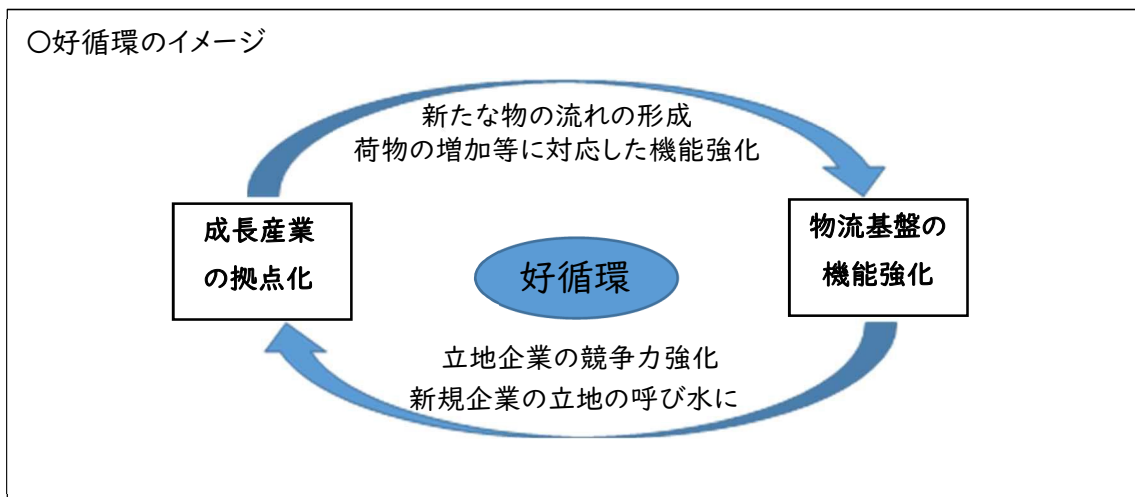 〇好循環のイメージ
新たな物の流れの形成
荷物の増加等に対応した機能強化
成長産業
の拠点化
好循環
物流基盤の
機能強化
立地企業の競争力強化
新規企業の立地の呼び水に